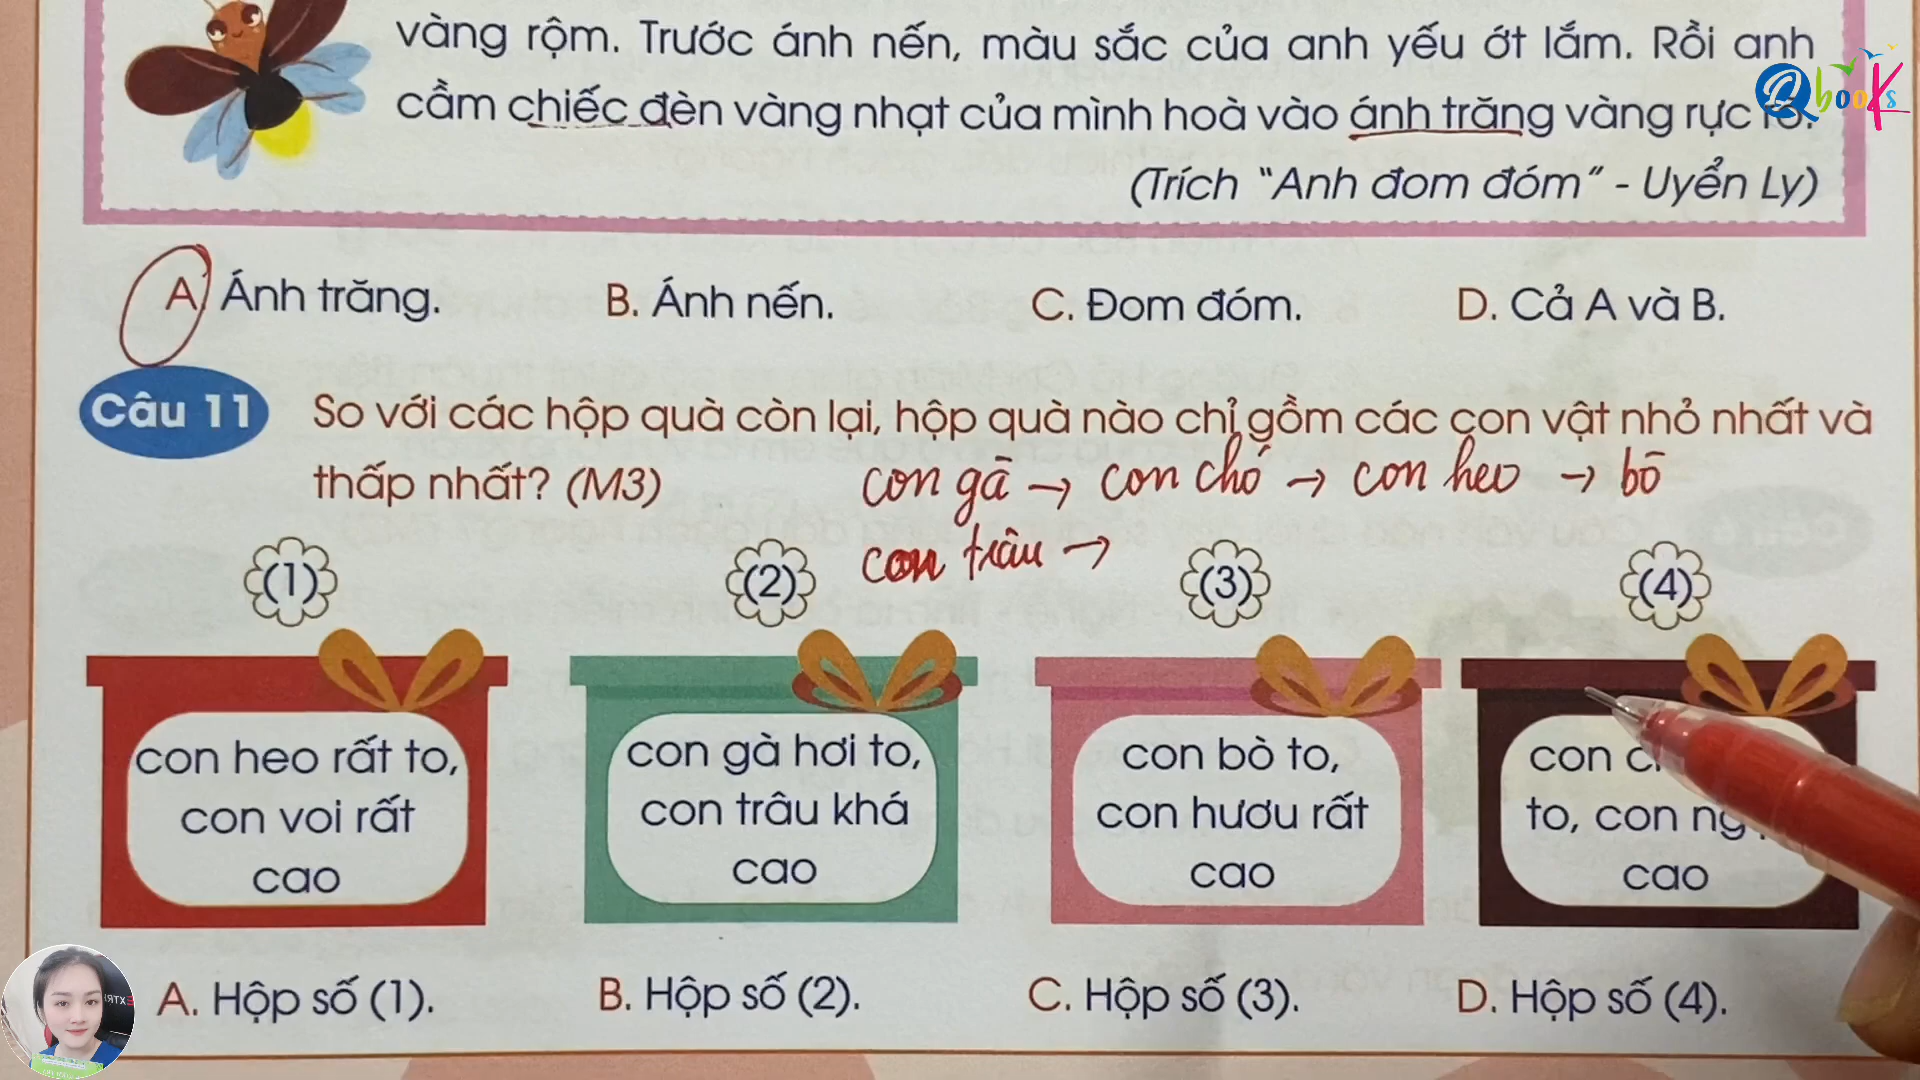 vàng rộm. Trước ánh nến, màu sắc của anh yếu ớt lắm. Rồi anh
cầm chiếc đèn vàng nhạt của mình hoà vào ánh trăng vàng rực
Qbooks
(Trích “Anh đom đóm” - Uyển Ly)
A. Ánh trăng. B. Ánh nến. C. Đom đóm. D. Cả A và B.
Câu 11 So với các hộp quà còn lại, hộp quà nào chỉ gồm các con vật nhỏ nhất và
thấp nhất? (M3)
con gà → con chó → con heo → bò
con trâu →
(1) (2) (3) (4)
con heo rất to,
con voi rất
cao
con gà hơi to,
con trâu khá
cao
con bò to,
con hươu rất
cao
con
to, con
cao
A. Hộp số (1). B. Hộp số (2). C. Hộp số (3). D. Hộp số (4).